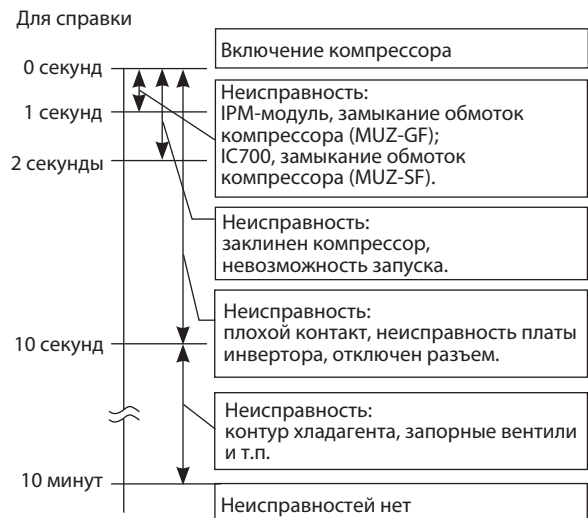 Для справки
Включение компрессора
0 секунд
Неисправность:
1 секунд
IPM-модуль, замыкание обмоток
компрессора (MUZ-GF);
IC700, замыкание обмоток
2 секунды
компрессора (MUZ-SF).
Неисправность:
заклинен компрессор,
невозможность запуска.
Неисправность:
плохой контакт, неисправность платы
10 секунд
инвертора, отключен разъем.
Неисправность:
контур хладагента, запорные вентили
и т.п.
10 минут
Неисправностей нет